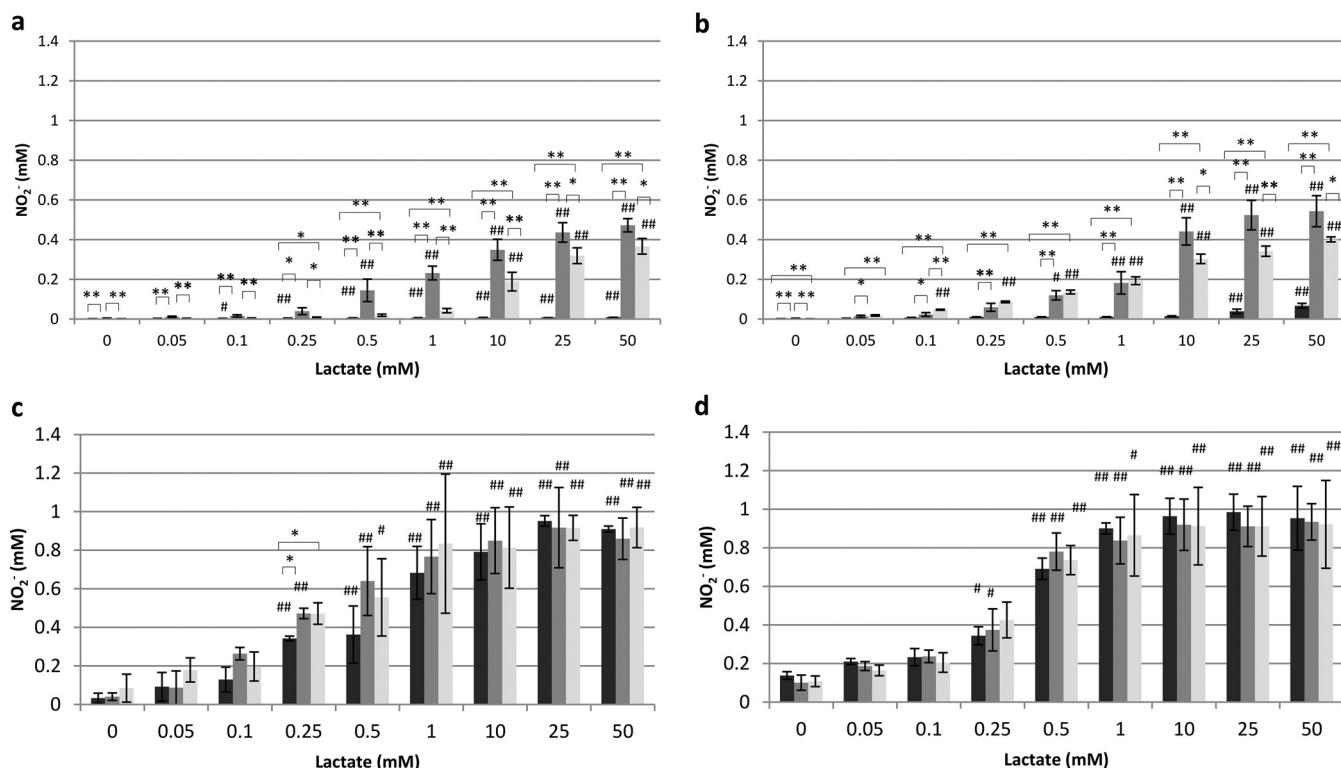 a
1.4
1.2
1
0.8
0.6
0.4
0.2
0
NO₂⁻ (mM)
** ** ** **
** ** * ** * ** ** ** * ** *
** ** * * ** ** ** ** ** ** ## ##
** ** ** ** # ## ## ## ## ## ## ## ## ## ## ## ##
0 0.05 0.1 0.25 0.5 1 10 25 50
Lactate (mM)
b
1.4
1.2
1
0.8
0.6
0.4
0.2
0
NO₂⁻ (mM)
** ** **
** ** ** ** * ** ** ** *
** ** ** ** ** ** ## ## ## ## ## ##
** ** * * ** ** ## ## # ## ## ## ## ##
0 0.05 0.1 0.25 0.5 1 10 25 50
Lactate (mM)
c
1.4
1.2
1
0.8
0.6
0.4
0.2
0
NO₂⁻ (mM)
## ##
## # ## ## ## ## ## ## ## ## ## ##
* * ## ## ##
0 0.05 0.1 0.25 0.5 1 10 25 50
Lactate (mM)
d
1.4
1.2
1
0.8
0.6
0.4
0.2
0
NO₂⁻ (mM)
# ## ## ##
## ## ## ## ## ## ## ##
## ## ##
# #
0 0.05 0.1 0.25 0.5 1 10 25 50
Lactate (mM)